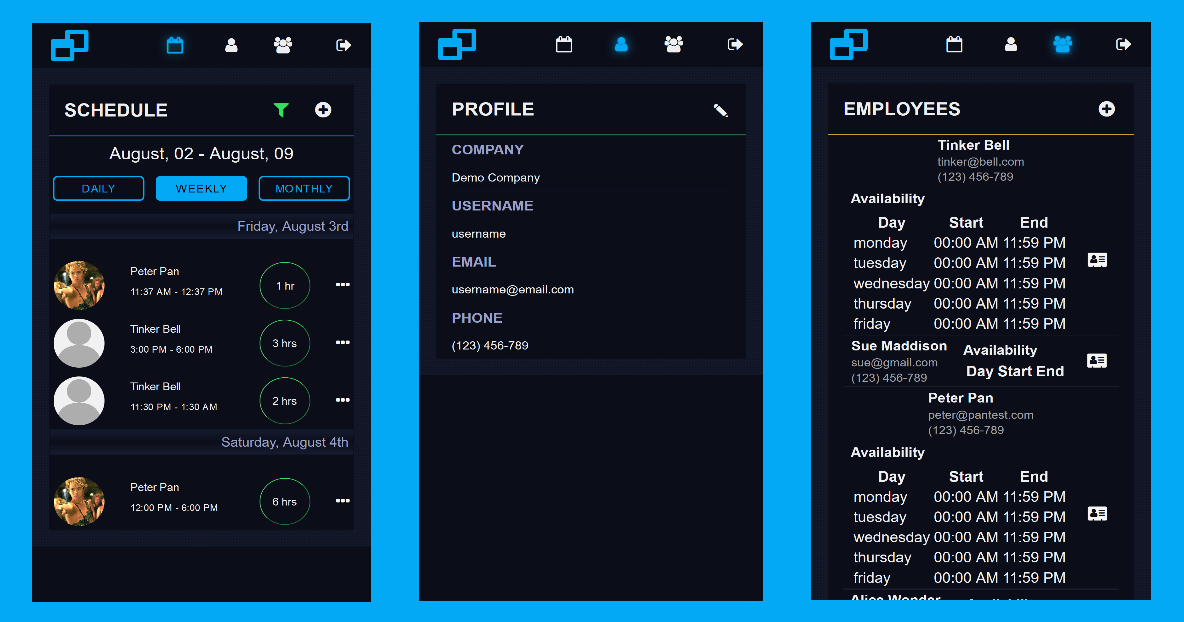 SCHEDULE
August, 02 - August, 09
DAILY WEEKLY MONTHLY
Friday, August 3rd
Peter Pan
11:37 AM - 12:37 PM
1 hr
Tinker Bell
3:00 PM - 6:00 PM
3 hrs
Tinker Bell
11:30 PM - 1:30 AM
2 hrs
Saturday, August 4th
Peter Pan
12:00 PM - 6:00 PM
6 hrs
PROFILE
COMPANY
Demo Company
USERNAME
username
EMAIL
username@email.com
PHONE
(123) 456-789
EMPLOYEES
Tinker Bell
tinker@bell.com
(123) 456-789
Availability
Day Start End
monday 00:00 AM 11:59 PM
tuesday 00:00 AM 11:59 PM
wednesday 00:00 AM 11:59 PM
thursday 00:00 AM 11:59 PM
friday 00:00 AM 11:59 PM
Sue Maddison
sue@gmail.com
(123) 456-789
Availability
Day Start End
Peter Pan
peter@pantest.com
(123) 456-789
Availability
Day Start End
monday 00:00 AM 11:59 PM
tuesday 00:00 AM 11:59 PM
wednesday 00:00 AM 11:59 PM
thursday 00:00 AM 11:59 PM
friday 00:00 AM 11:59 PM
Alice Wonder